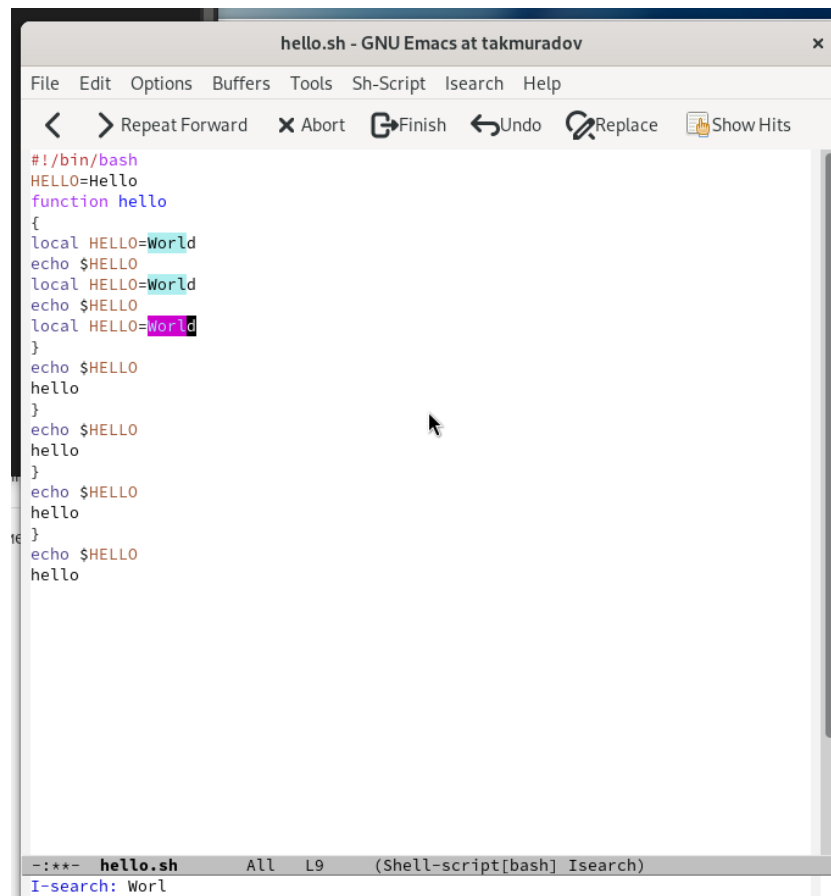 hello.sh - GNU Emacs at takmuradov
File Edit Options Buffers Tools Sh-Script Isearch Help
Repeat Forward Abort Finish Undo Replace Show Hits
#!/bin/bash
HELLO=Hello
function hello
{
local HELLO=World
echo $HELLO
local HELLO=World
echo $HELLO
local HELLO=World
}
echo $HELLO
hello
}
echo $HELLO
hello
}
echo $HELLO
hello
}
echo $HELLO
hello
-:**- hello.sh All L9 (Shell-script[bash] Isearch)
I-search: Worl